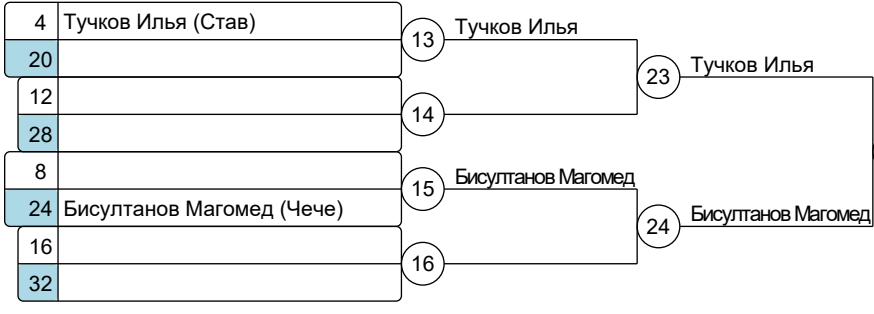 4 Тучков Илья (Став)
13 Тучков Илья
20
23 Тучков Илья
12
14
28
8
15 Бисултанов Магомед
24 Бисултанов Магомед (Чече)
24 Бисултанов Магомед
16
16
32